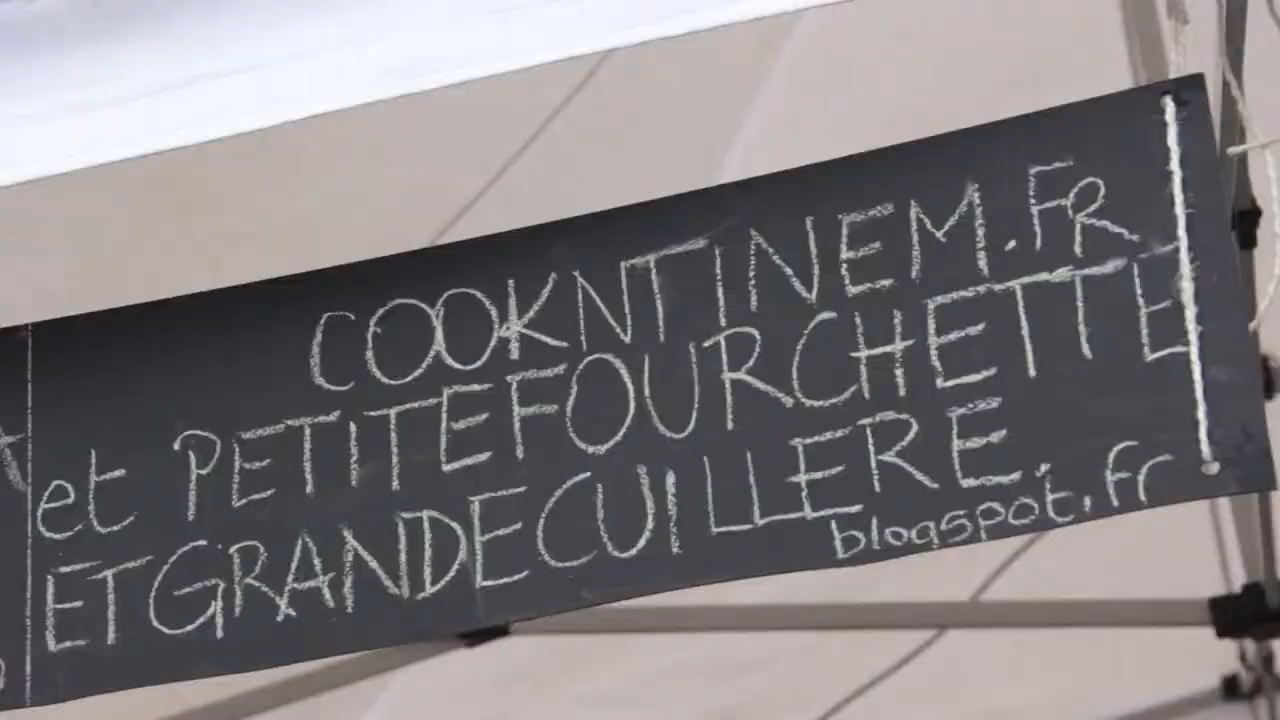 COOKNTINEM.FR
et PETITEFOURCHETTE
ETGRANDECUILLERE.
blogspot.fr